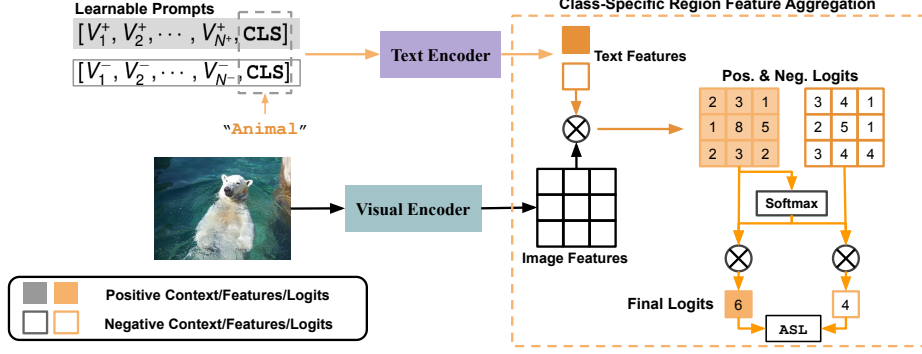 Class-Specific Region Feature Aggregation
Learnable Prompts
[V₁⁺, V₂⁺, ··· , V_N⁺⁺, CLS]
[V₁⁻, V₂⁻, ··· , V_N⁻⁻, CLS]
"Animal"
Text Encoder
Text Features
Pos. & Neg. Logits
2 3 1
1 8 5
2 3 2
3 4 1
2 5 1
3 4 4
Softmax
Visual Encoder
Image Features
Final Logits
6
4
ASL
Positive Context/Features/Logits
Negative Context/Features/Logits